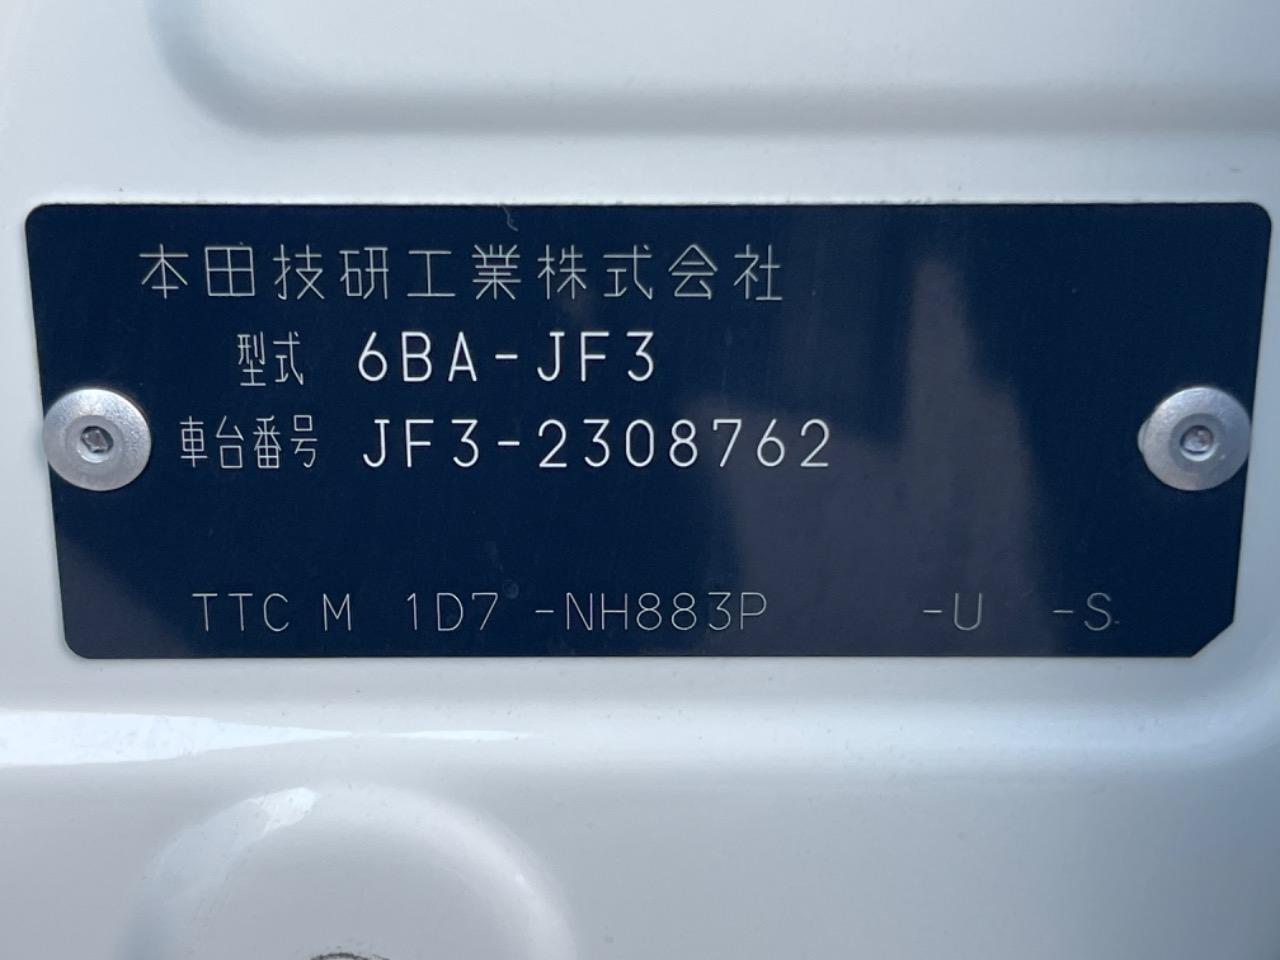 本田技研工業株式会社
型式 6BA-JF3
車台番号 JF3-2308762
TTC M 1D7 -NH883P -U -S